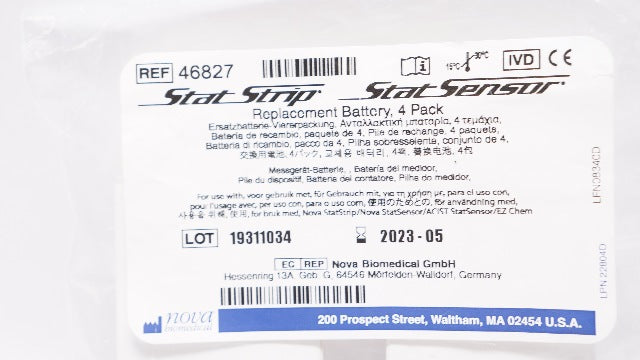 REF 46827
15°C 30°C
IVD CE
StatStrip® StatSensor®
Replacement Battery, 4 Pack
Ersatzbatterie-Viererpackung, Ανταλλακτική μπαταρία, 4 τεμάχια,
Batería de recambio, paquete de 4, Pile de rechange, 4 paquets,
Batteria di ricambio, pacco da 4, Pilha sobresselente, conjunto de 4,
交換用電池, 4パック, 교체용 배터리, 4팩, 替换电池, 4包
Messgerät-Batterie, Batería del medidor,
Pile du dispositif, Batteria del contatore, Pilha do medidor,
For use with, voor gebruik met, für Gebrauch mit, για τη χρήση με, para el uso con,
pour l'usage avec, per uso con, para o uso com, 使用のための, för användning med,
사용을 위해, 使用, for bruk med, Nova StatStrip/Nova StatSensor/ACIST StatSensor/EZ Chem
LOT 19311034 2023-05
EC REP Nova Biomedical GmbH
Hessenring 13A, Geb. G, 64546 Mörfelden-Walldorf, Germany
nova
biomedical
200 Prospect Street, Waltham, MA 02454 U.S.A.
LPN 22804D